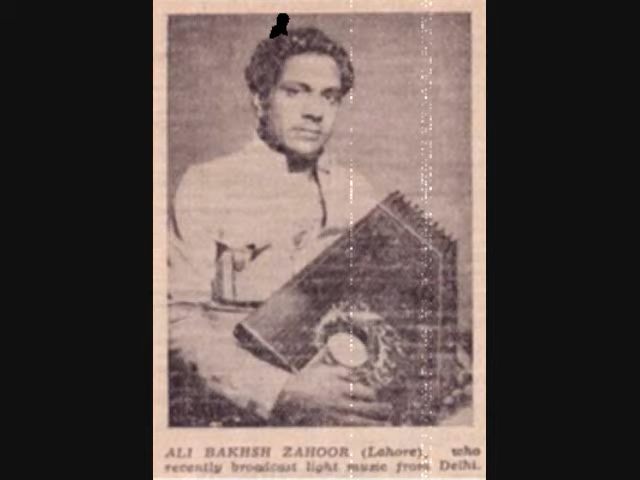 ALI BAKHSH ZAHOOR (Lahore), who
recently broadcast light music from Delhi.